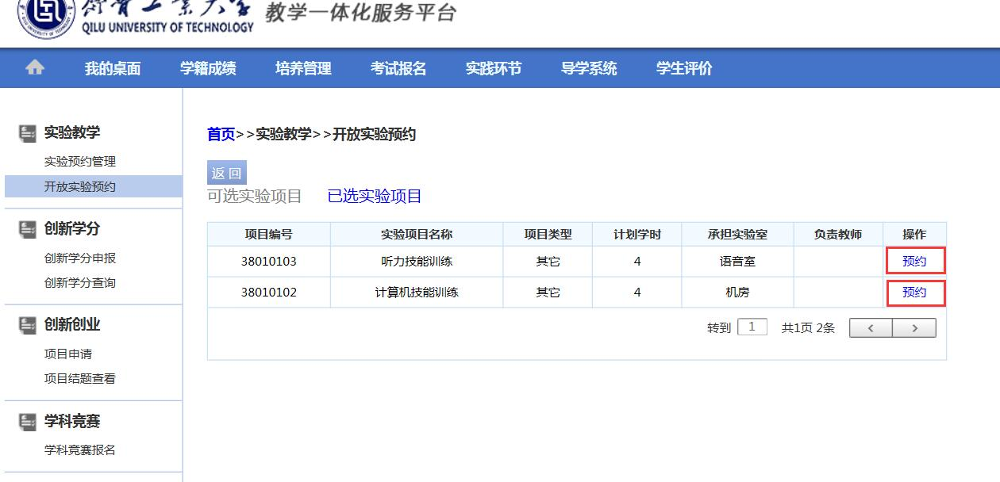 齐鲁工业大学 教学一体化服务平台
QILU UNIVERSITY OF TECHNOLOGY
我的桌面 学籍成绩 培养管理 考试报名 实践环节 导学系统 学生评价
实验教学
实验预约管理
开放实验预约
创新学分
创新学分申报
创新学分查询
创新创业
项目申请
项目结题查看
学科竞赛
学科竞赛报名
首页>>实验教学>>开放实验预约
返 回
可选实验项目 已选实验项目
项目编号 实验项目名称 项目类型 计划学时 承担实验室 负责教师 操作
38010103 听力技能训练 其它 4 语音室 预约
38010102 计算机技能训练 其它 4 机房 预约
转到 1 共1页 2条 < >